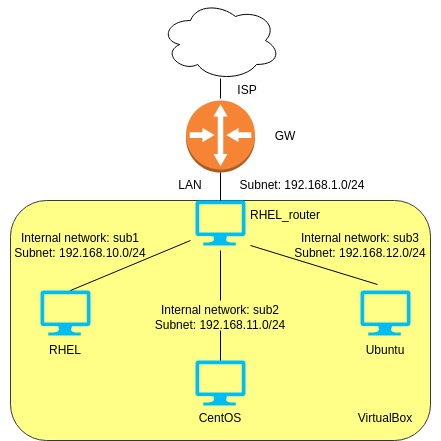 ISP
GW
LAN
Subnet: 192.168.1.0/24
RHEL_router
Internal network: sub1
Subnet: 192.168.10.0/24
Internal network: sub3
Subnet: 192.168.12.0/24
Internal network: sub2
Subnet: 192.168.11.0/24
RHEL
Ubuntu
CentOS
VirtualBox